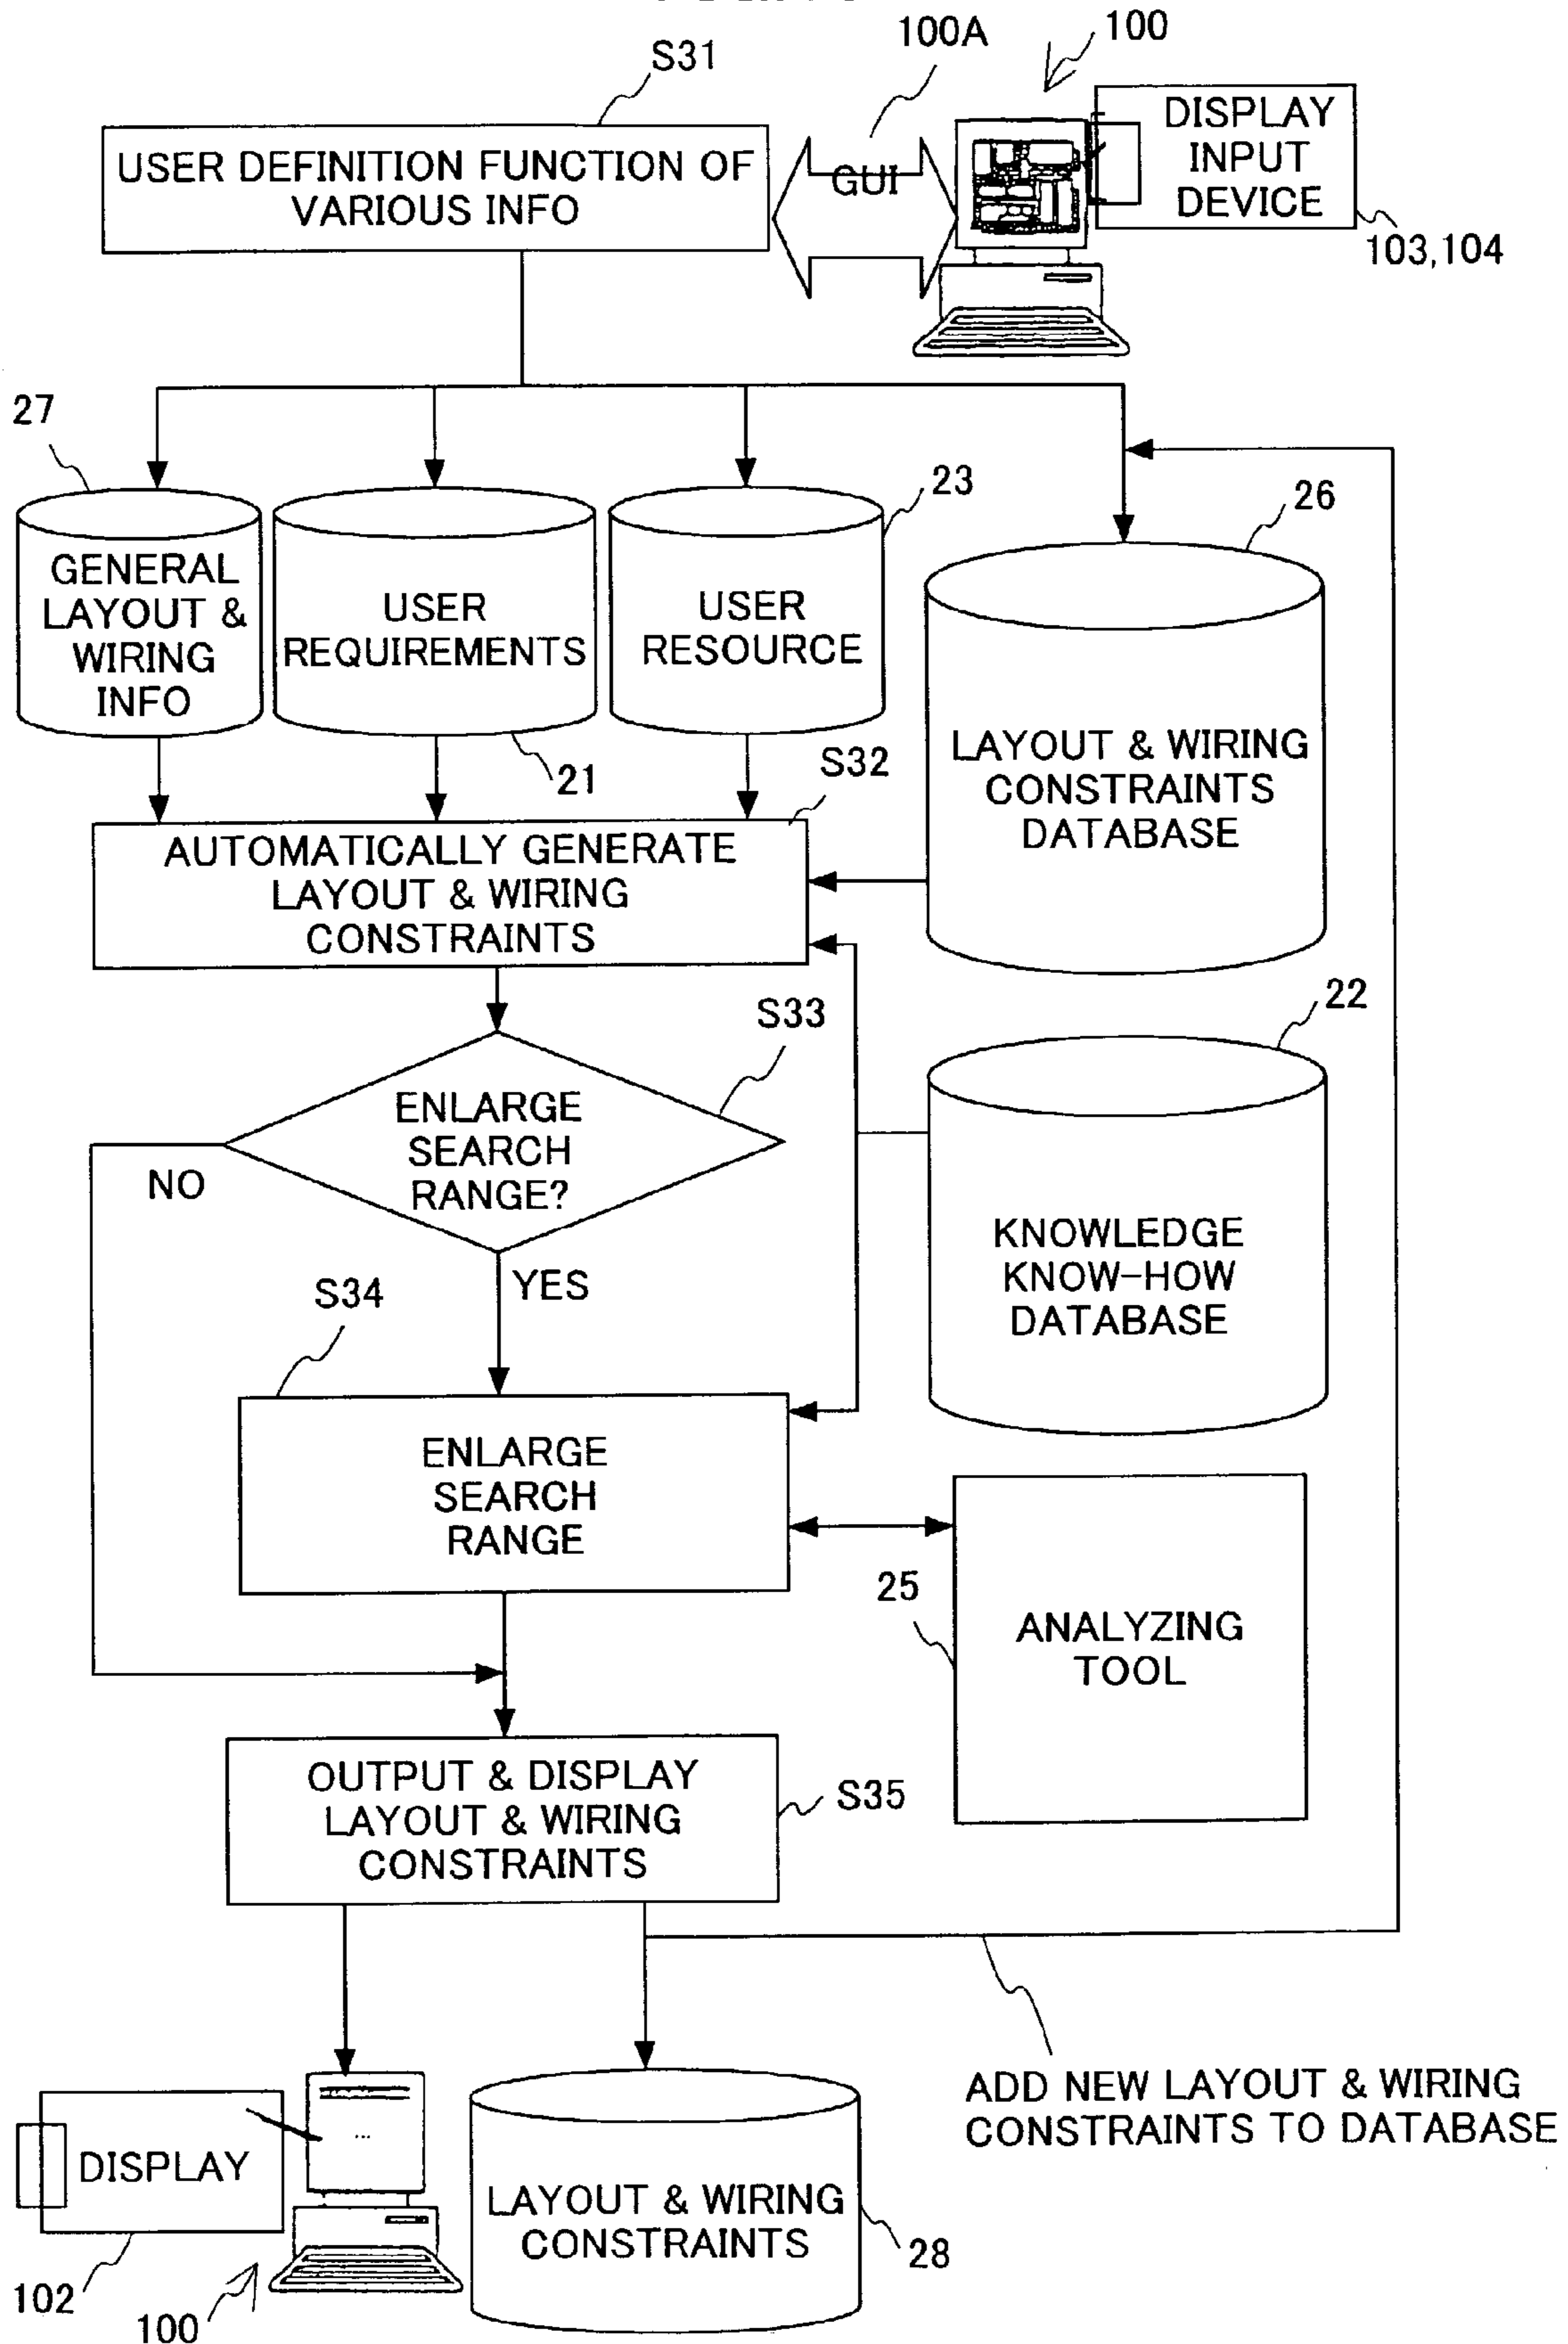 100A
100
S31
DISPLAY
INPUT
DEVICE
USER DEFINITION FUNCTION OF
VARIOUS INFO
GUI
103,104
27
23
26
GENERAL
LAYOUT &
WIRING
INFO
USER
REQUIREMENTS
USER
RESOURCE
21
S32
LAYOUT & WIRING
CONSTRAINTS
DATABASE
AUTOMATICALLY GENERATE
LAYOUT & WIRING
CONSTRAINTS
22
S33
ENLARGE
SEARCH
RANGE?
NO
YES
KNOWLEDGE
KNOW-HOW
DATABASE
S34
ENLARGE
SEARCH
RANGE
25
ANALYZING
TOOL
OUTPUT & DISPLAY
LAYOUT & WIRING
CONSTRAINTS
S35
ADD NEW LAYOUT & WIRING
CONSTRAINTS TO DATABASE
...
DISPLAY
LAYOUT & WIRING
CONSTRAINTS
28
102
100